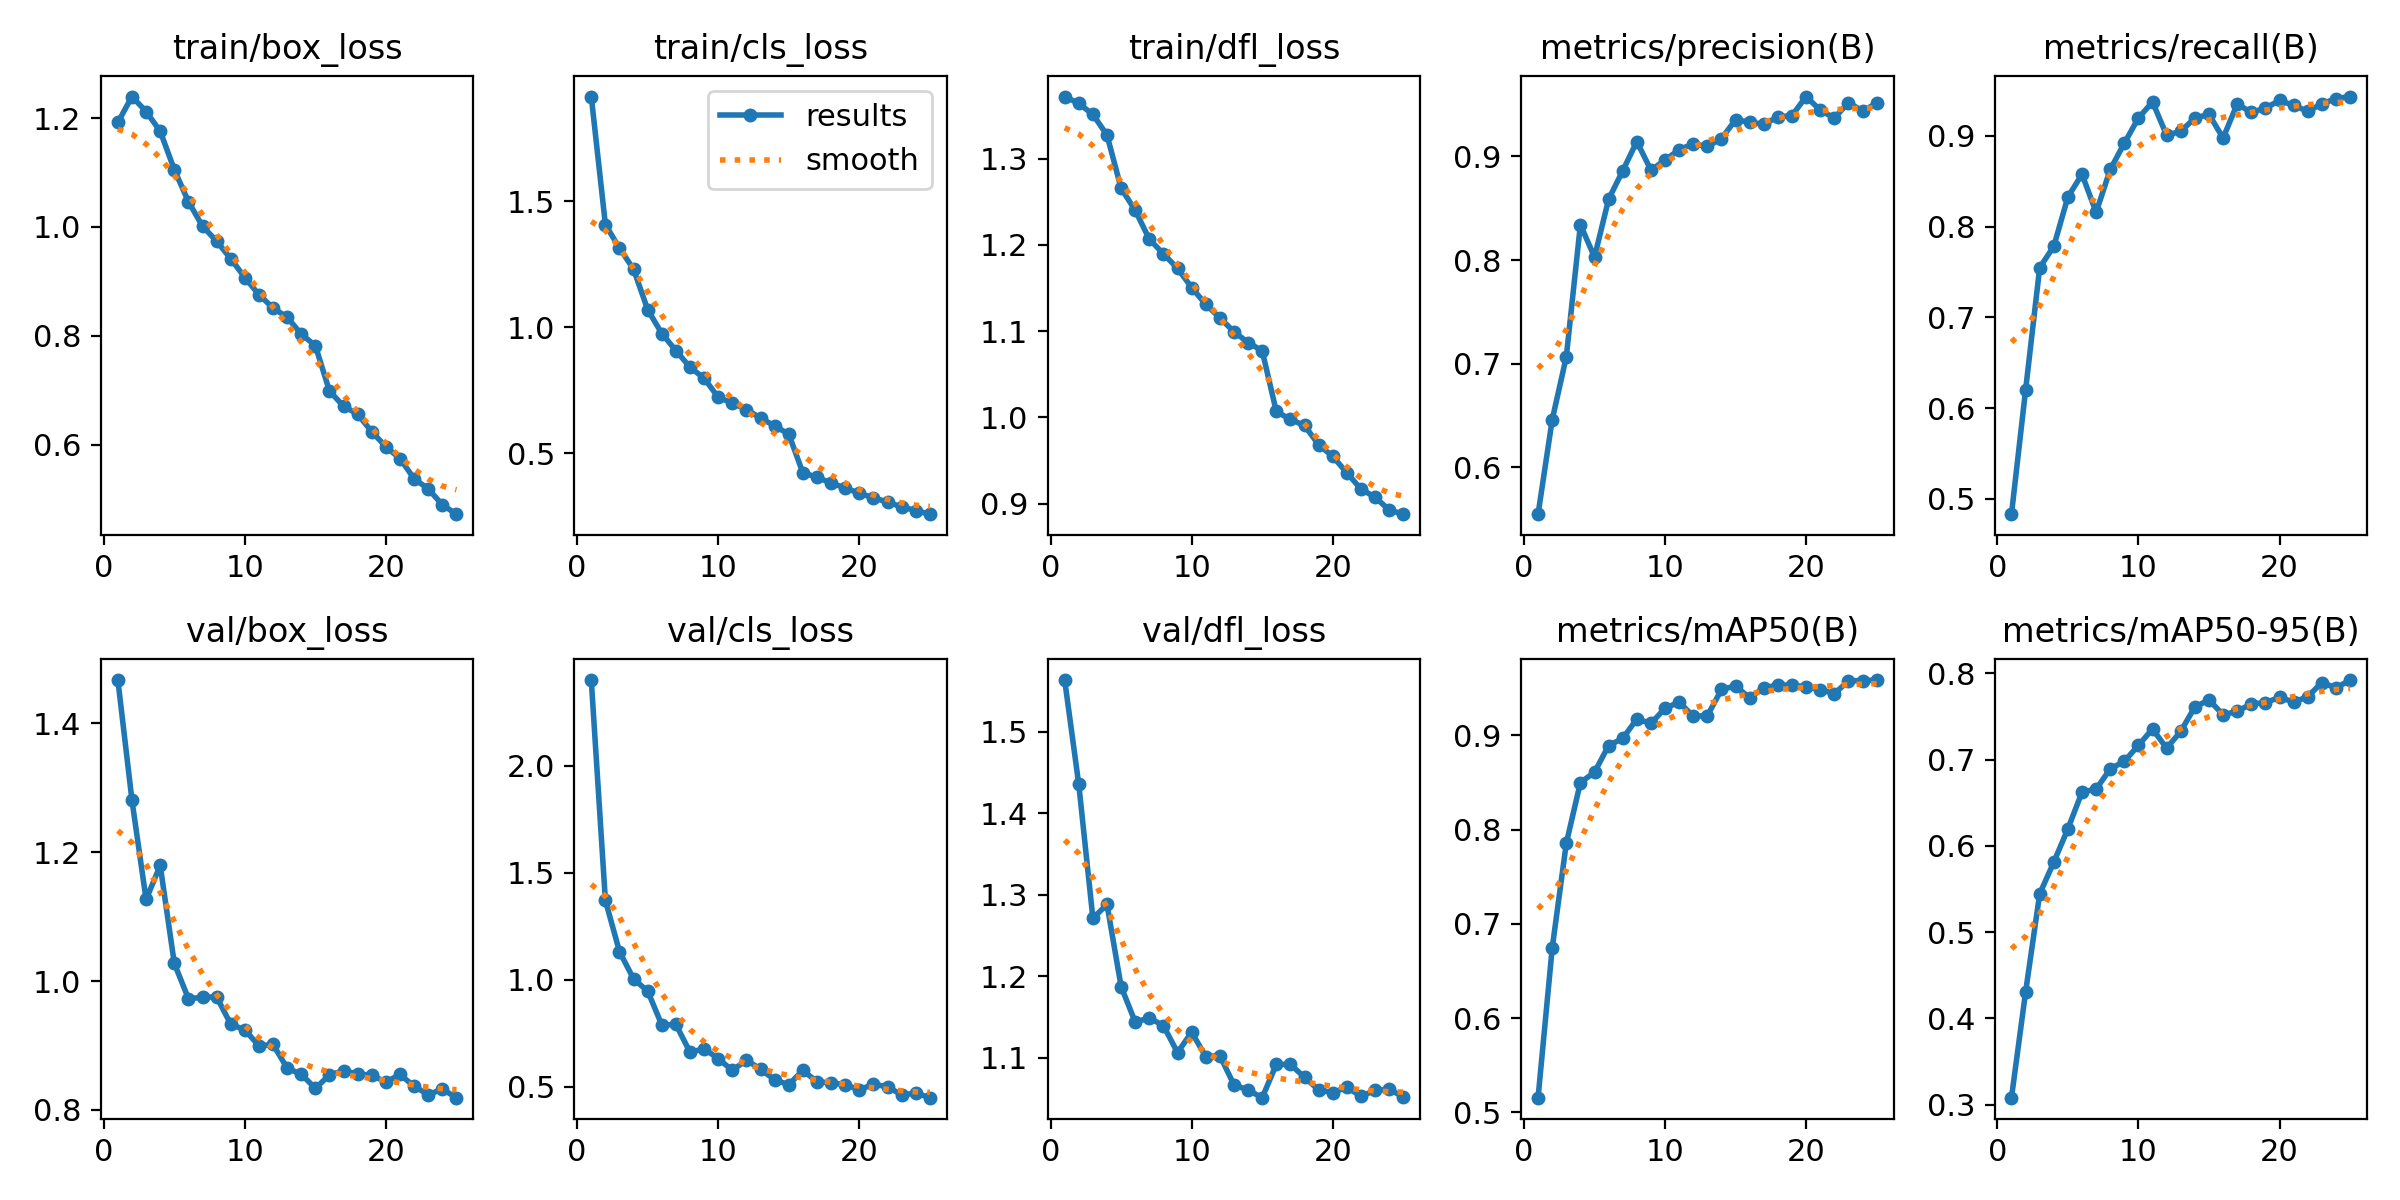 train/box_loss
1.2
1.0
0.8
0.6
0 10 20
train/cls_loss
results
smooth
1.5
1.0
0.5
0 10 20
train/dfl_loss
1.3
1.2
1.1
1.0
0.9
0 10 20
metrics/precision(B)
0.9
0.8
0.7
0.6
0 10 20
metrics/recall(B)
0.9
0.8
0.7
0.6
0.5
0 10 20
val/box_loss
1.4
1.2
1.0
0.8
0 10 20
val/cls_loss
2.0
1.5
1.0
0.5
0 10 20
val/dfl_loss
1.5
1.4
1.3
1.2
1.1
0 10 20
metrics/mAP50(B)
0.9
0.8
0.7
0.6
0.5
0 10 20
metrics/mAP50-95(B)
0.8
0.7
0.6
0.5
0.4
0.3
0 10 20